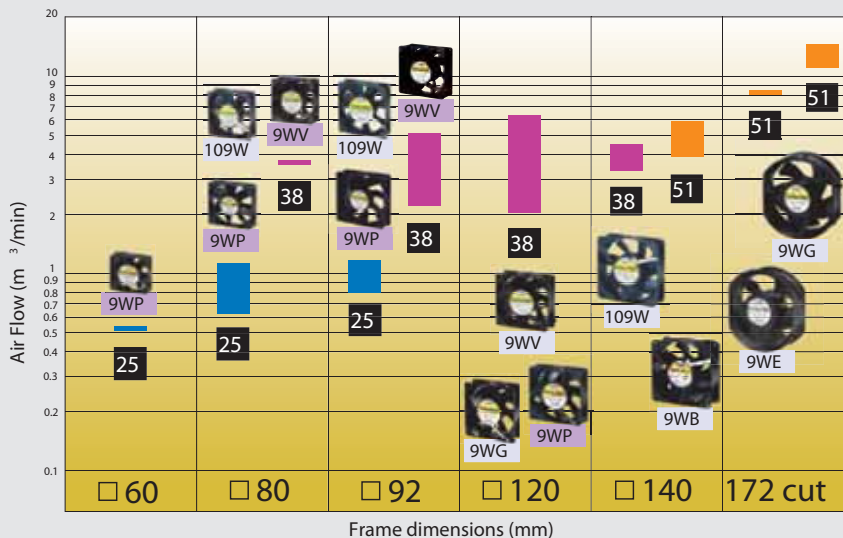 Air Flow (m 3/min)
20
10
9
8
7
6
5
4
3
2
1
0.9
0.8
0.7
0.6
0.5
0.4
0.3
0.2
0.1
9WP
25
109W
9WV
38
9WP
25
109W
9WV
9WP
38
25
38
9WV
9WG
9WP
38
51
109W
9WB
51
51
9WG
9WE
□ 60
□ 80
□ 92
□ 120
□ 140
172 cut
Frame dimensions (mm)